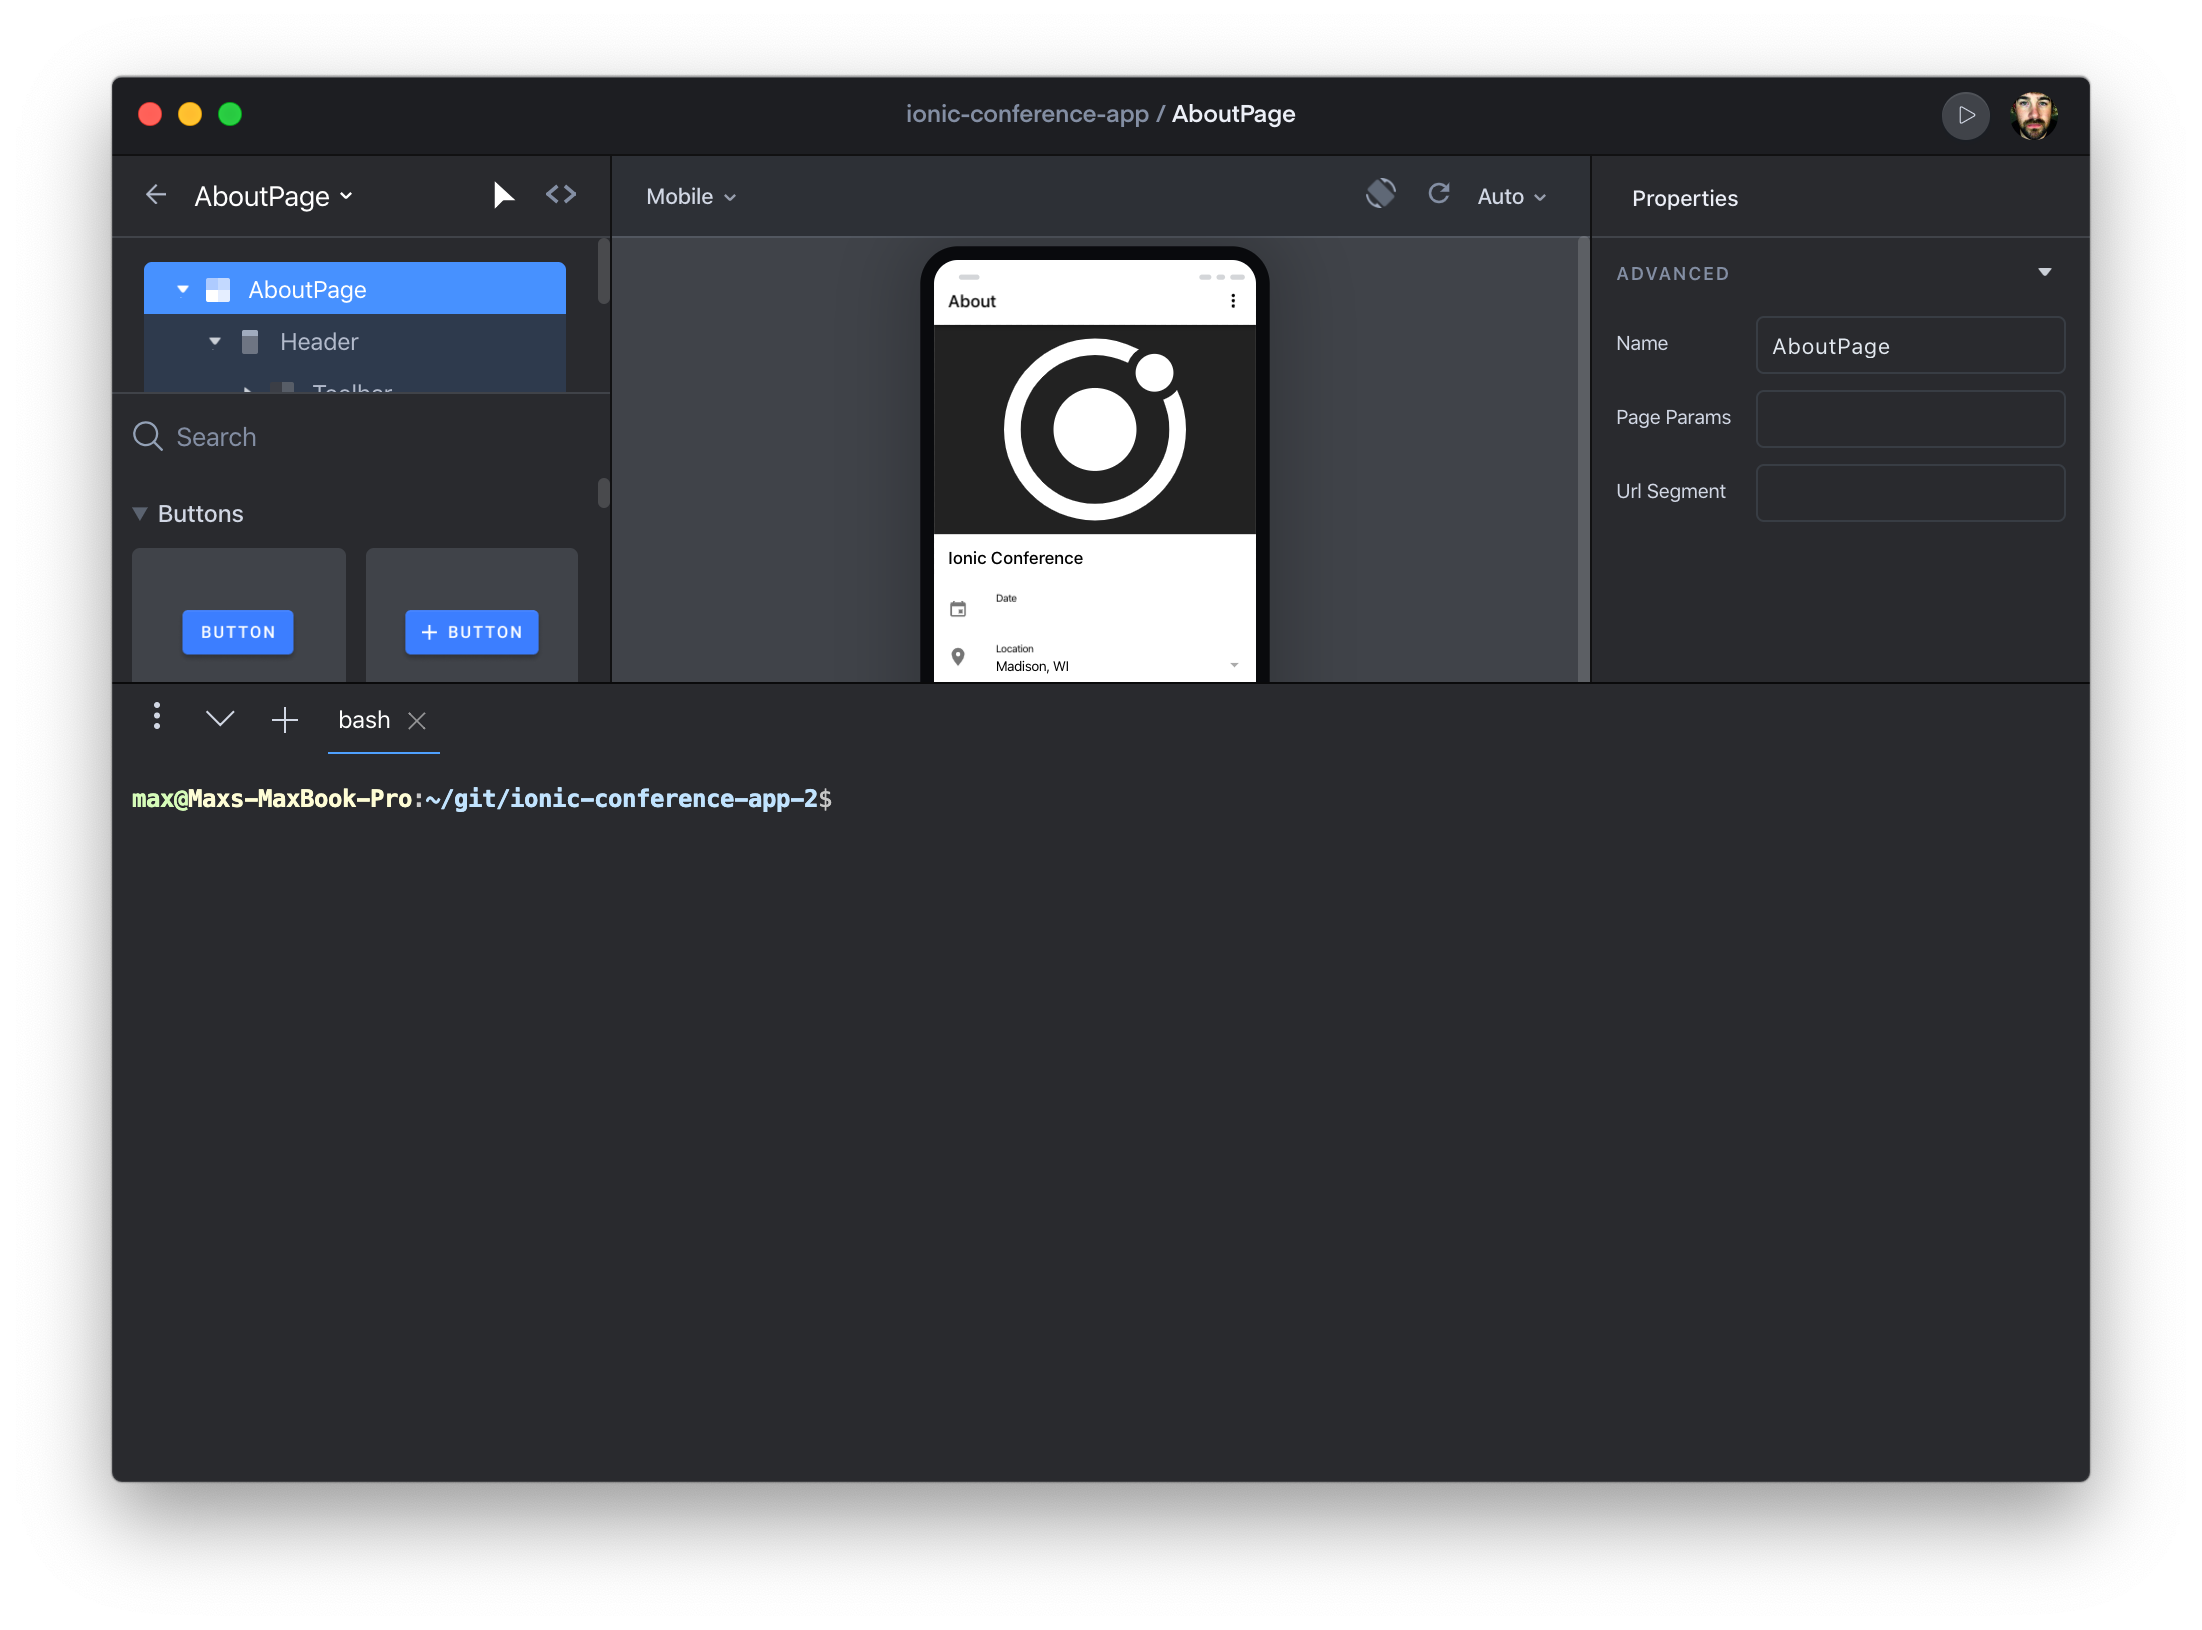 ionic-conference-app / AboutPage
AboutPage
Mobile
Auto
Properties
AboutPage
Header
Toolbar
Search
Buttons
BUTTON
+ BUTTON
About
Ionic Conference
Date
Location
Madison, WI
ADVANCED
Name
AboutPage
Page Params
Url Segment
bash
max@Maxs-MaxBook-Pro:~/git/ionic-conference-app-2$